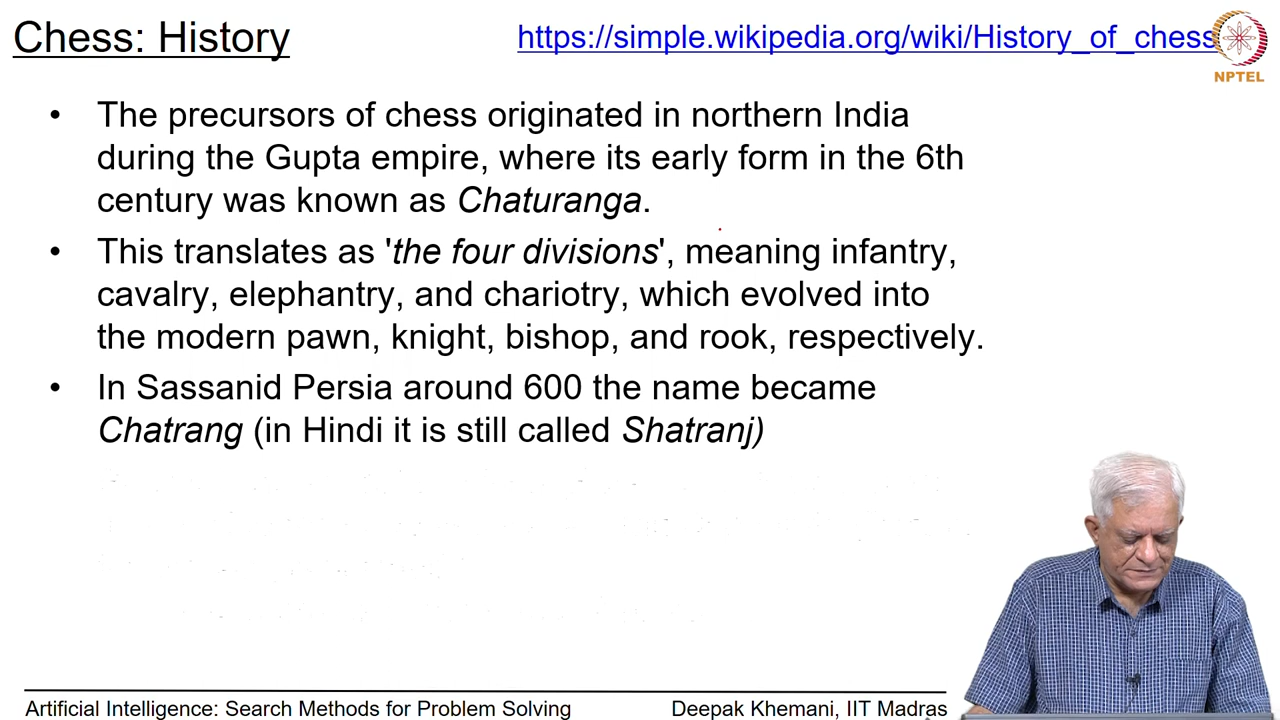 Chess: History
https://simple.wikipedia.org/wiki/History_of_chess
NPTEL
• The precursors of chess originated in northern India
during the Gupta empire, where its early form in the 6th
century was known as Chaturanga.
• This translates as 'the four divisions', meaning infantry,
cavalry, elephantry, and chariotry, which evolved into
the modern pawn, knight, bishop, and rook, respectively.
• In Sassanid Persia around 600 the name became
Chatrang (in Hindi it is still called Shatranj)
Artificial Intelligence: Search Methods for Problem Solving
Deepak Khemani, IIT Madras